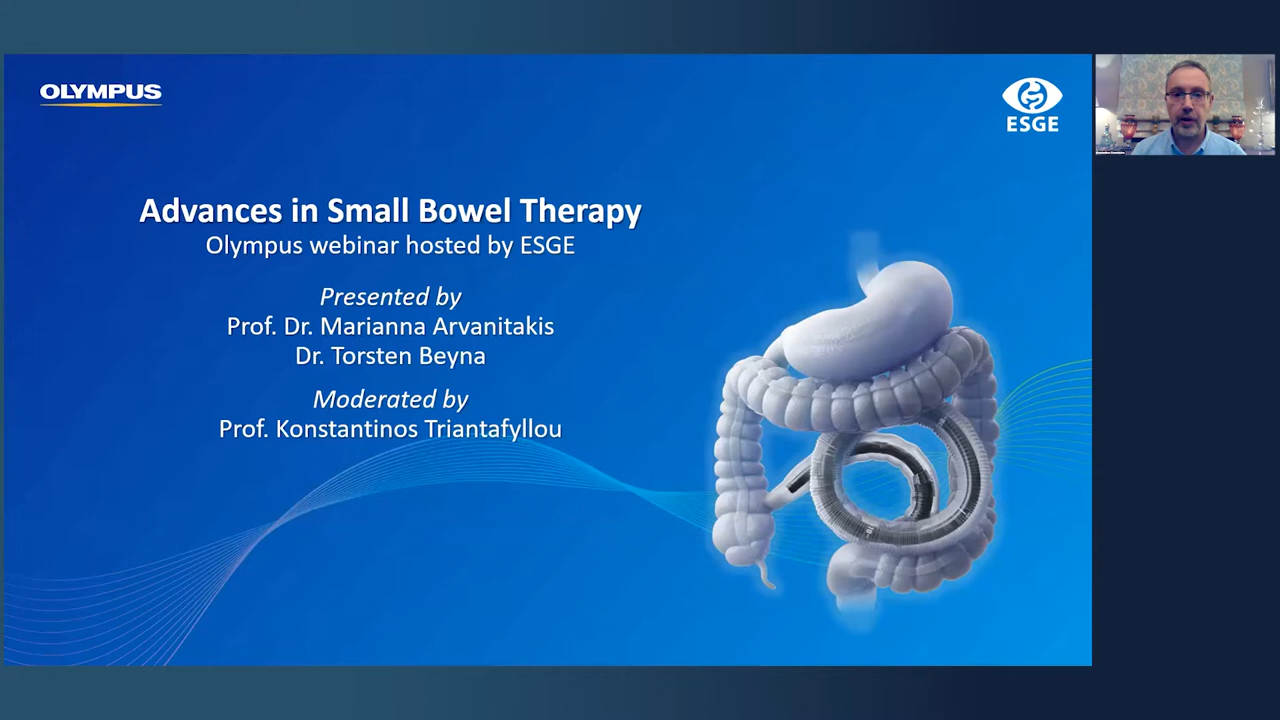 OLYMPUS
ESGE
Advances in Small Bowel Therapy
Olympus webinar hosted by ESGE
Presented by
Prof. Dr. Marianna Arvanitakis
Dr. Torsten Beyna
Moderated by
Prof. Konstantinos Triantafyllou